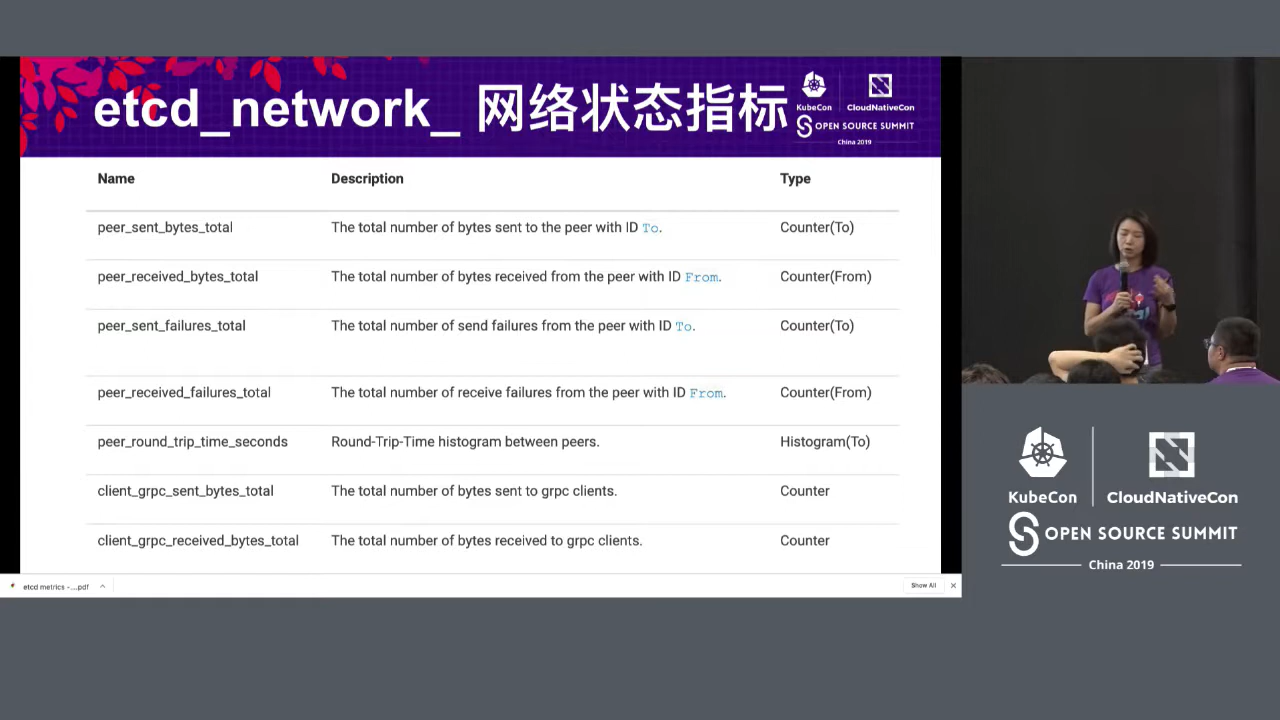 etcd_network_ 网络状态指标
KubeCon
CloudNativeCon
OPEN SOURCE SUMMIT
China 2019
Name Description Type
peer_sent_bytes_total The total number of bytes sent to the peer with ID To. Counter(To)
peer_received_bytes_total The total number of bytes received from the peer with ID From. Counter(From)
peer_sent_failures_total The total number of send failures from the peer with ID To. Counter(To)
peer_received_failures_total The total number of receive failures from the peer with ID From. Counter(From)
peer_round_trip_time_seconds Round-Trip-Time histogram between peers. Histogram(To)
client_grpc_sent_bytes_total The total number of bytes sent to grpc clients. Counter
client_grpc_received_bytes_total The total number of bytes received to grpc clients. Counter
etcd metrics -....pdf
Show All
KubeCon
CloudNativeCon
OPEN SOURCE SUMMIT
China 2019